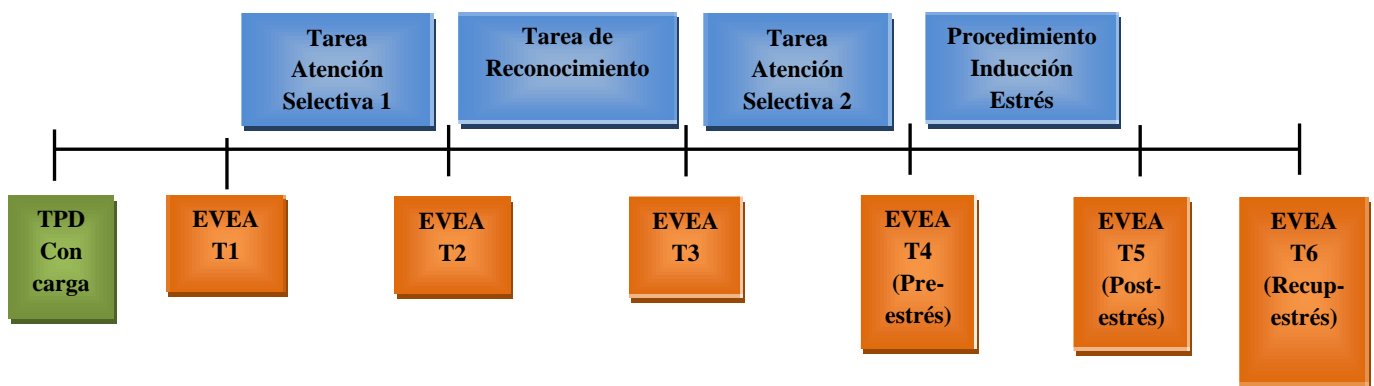 Tarea
Atención
Selectiva 1
Tarea de
Reconocimiento
Tarea
Atención
Selectiva 2
Procedimiento
Inducción
Estrés
TPD
Con
carga
EVEA
T1
EVEA
T2
EVEA
T3
EVEA
T4
(Pre-
estrés)
EVEA
T5
(Post-
estrés)
EVEA
T6
(Recup-
estrés)